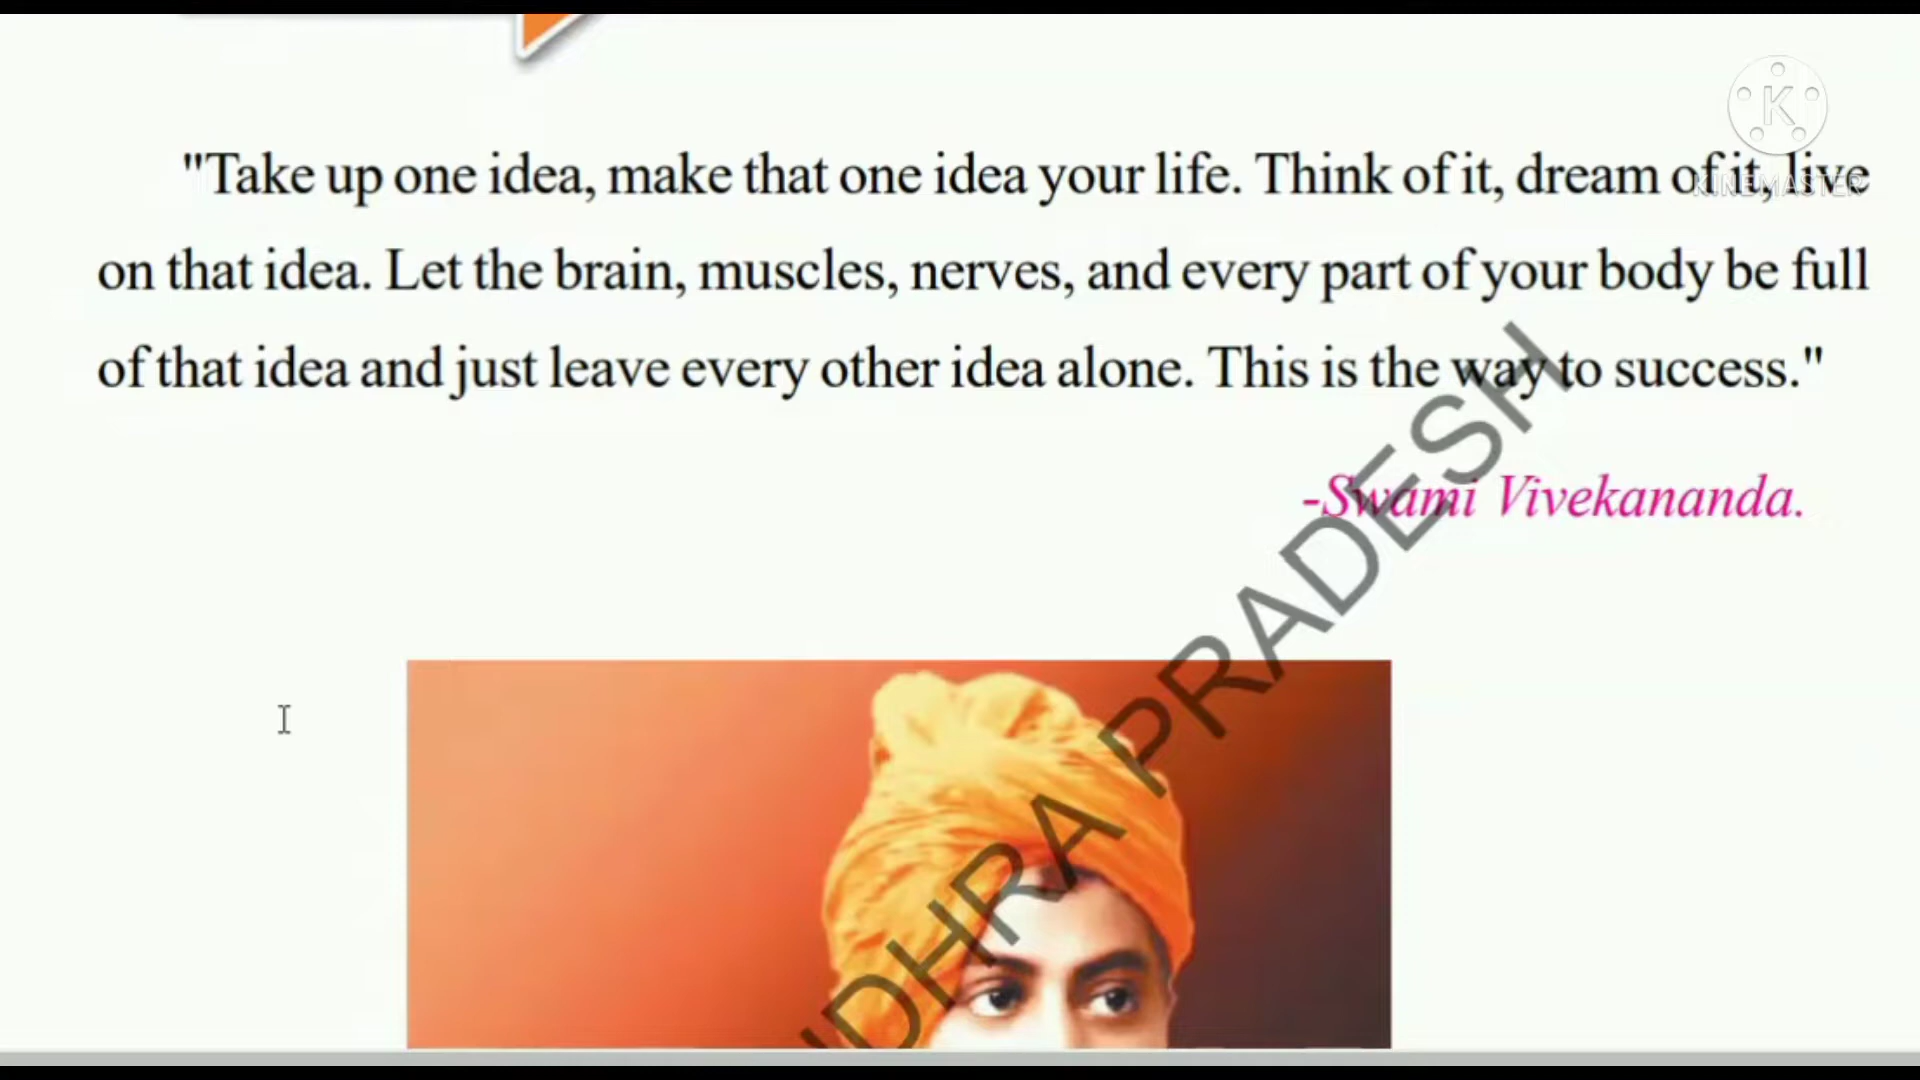 K
KINEMASTER
"Take up one idea, make that one idea your life. Think of it, dream of it, live
on that idea. Let the brain, muscles, nerves, and every part of your body be full
of that idea and just leave every other idea alone. This is the way to success."
-Swami Vivekananda.
NDHRA PRADESH